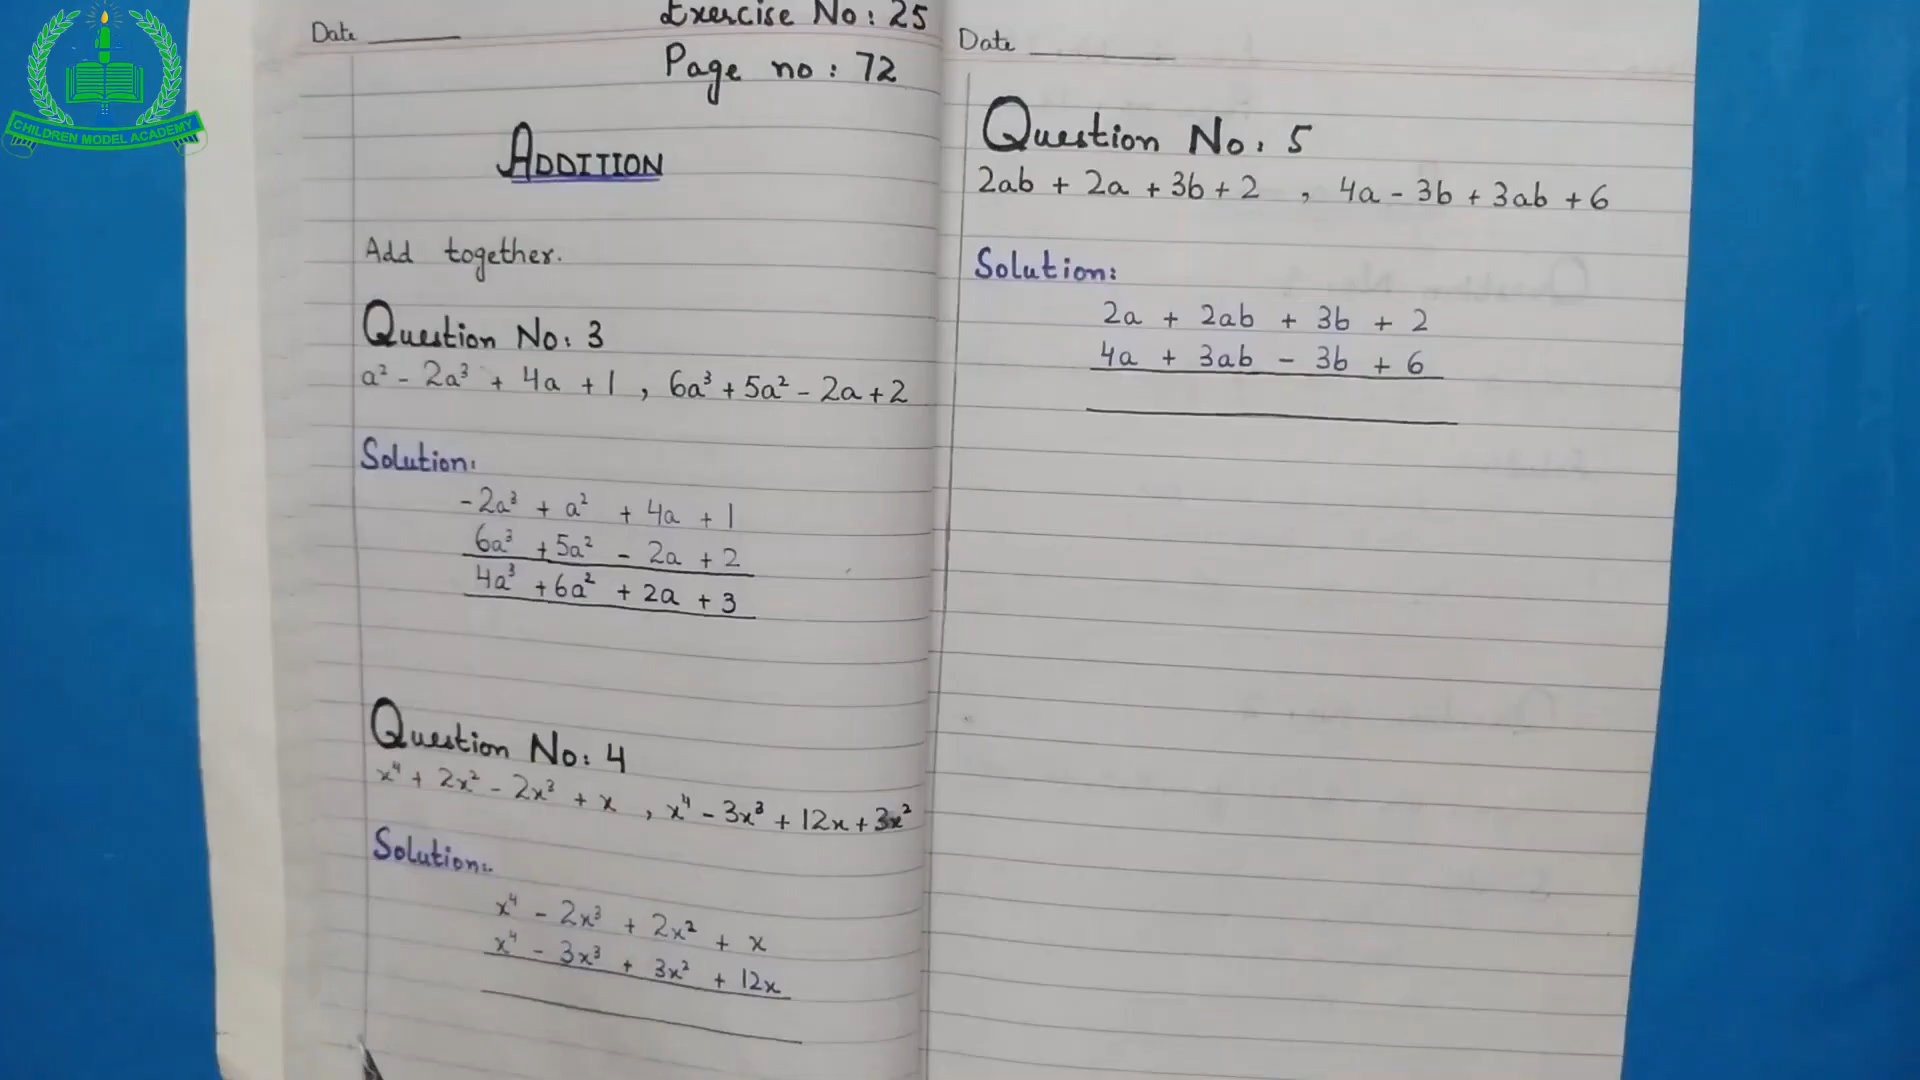 CHILDREN MODEL ACADEMY
Date
Exercise No: 25
Page no: 72
ADDITION
Add together.
Question No: 3
a² - 2a³ + 4a + 1 , 6a³ + 5a² - 2a + 2
Solution:
-2a³ + a² + 4a + 1
6a³ + 5a² - 2a + 2
4a³ + 6a² + 2a + 3
Question No: 4
x⁴ + 2x² - 2x³ + x , x⁴ - 3x³ + 12x + 3x²
Solution:
x⁴ - 2x³ + 2x² + x
x⁴ - 3x³ + 3x² + 12x
Date
Question No. 5
2ab + 2a + 3b + 2 , 4a - 3b + 3ab + 6
Solution:
2a + 2ab + 3b + 2
4a + 3ab - 3b + 6